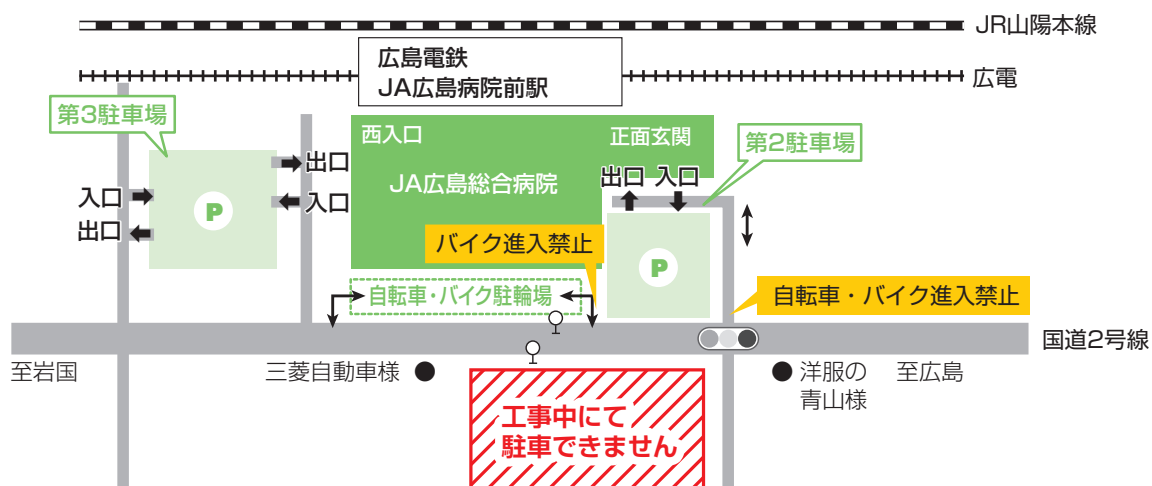 JR山陽本線
広島電鉄
JA広島病院前駅
広電
第3駐車場
西入口
正面玄関
第2駐車場
出口
JA広島総合病院
出口
入口
入口
入口
P
出口
バイク進入禁止
P
自転車・バイク駐輪場
自転車・バイク進入禁止
国道2号線
至岩国
三菱自動車様
洋服の
青山様
至広島
工事中にて
駐車できません